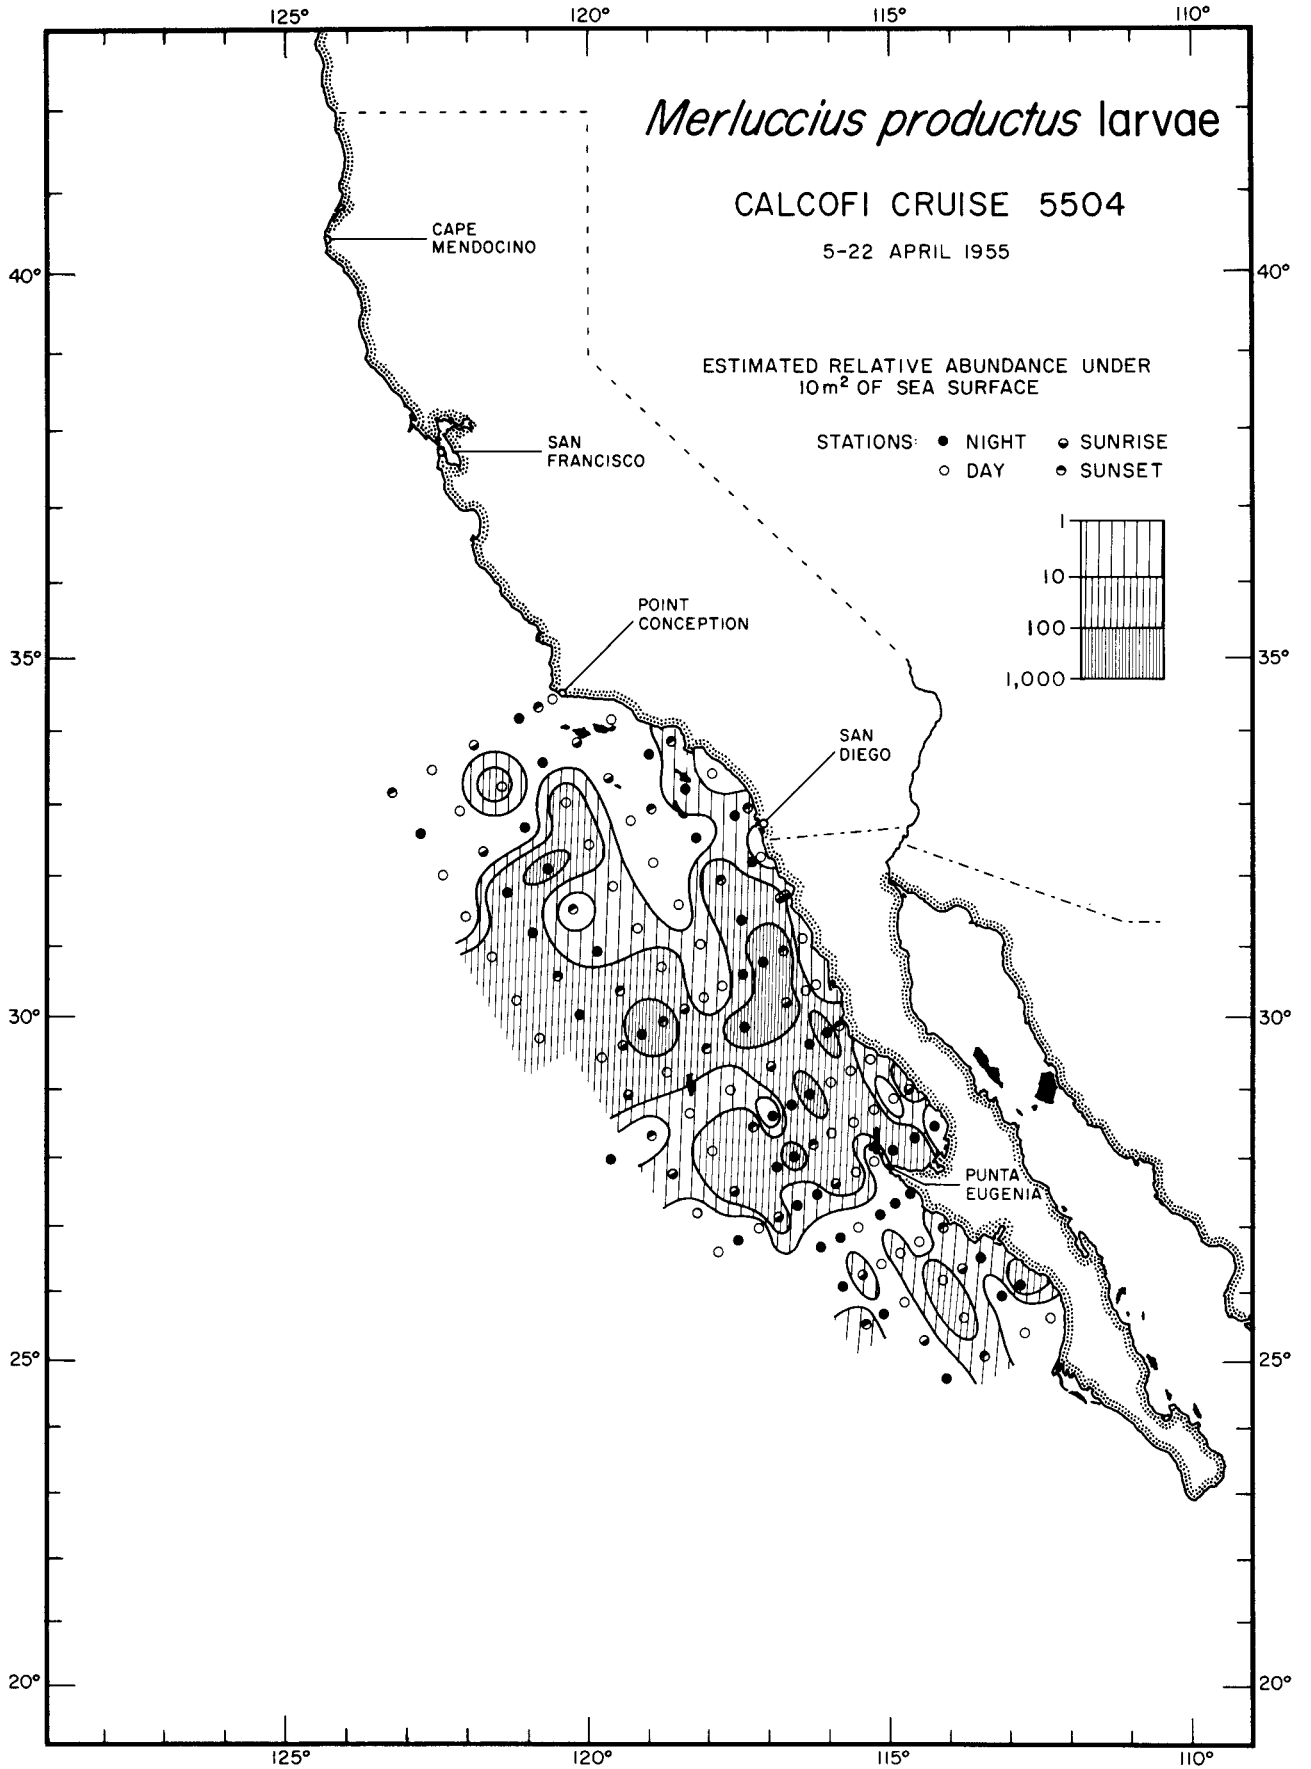 125° 120° 115° 110°
Merluccius productus larvae
CALCOFI CRUISE 5504
5-22 APRIL 1955
CAPE
MENDOCINO
40° 40°
ESTIMATED RELATIVE ABUNDANCE UNDER
10m² OF SEA SURFACE
STATIONS: NIGHT SUNRISE
DAY SUNSET
SAN
FRANCISCO
1
10
100
1,000
POINT
CONCEPTION
35° 35°
SAN
DIEGO
30° 30°
PUNTA
EUGENIA
25° 25°
20° 20°
125° 120° 115° 110°